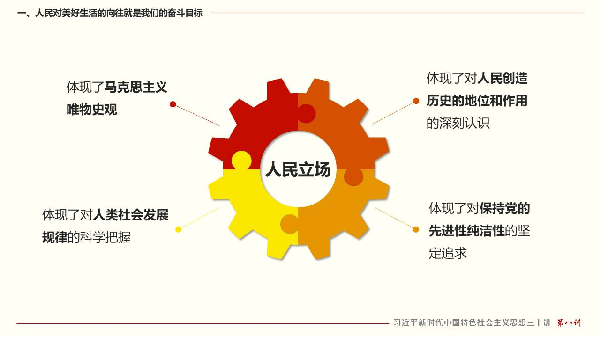 一、人民对美好生活的向往就是我们的奋斗目标
体现了马克思主义
唯物史观
体现了对人民创造
历史的地位和作用
的深刻认识
人民立场
体现了对人类社会发展
规律的科学把握
体现了对保持党的
先进性纯洁性的坚
定追求
习近平新时代中国特色社会主义思想三十讲 第八讲